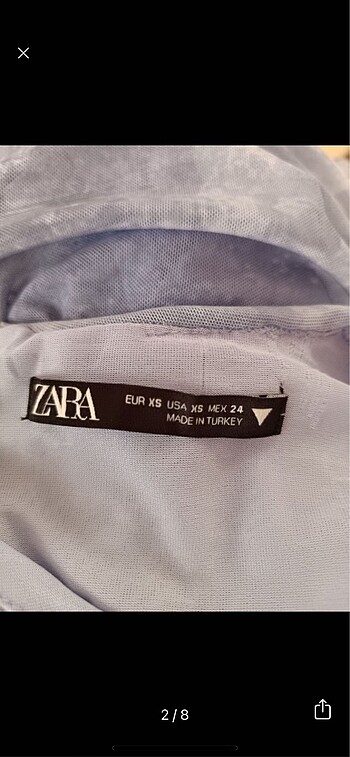 ZARA
EUR XS USA XS MEX 24
MADE IN TURKEY
2/8